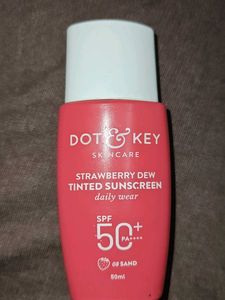 DOT & KEY
SKINCARE
STRAWBERRY DEW
TINTED SUNSCREEN
daily wear
SPF
50+
PA++++
08 SAND
50ml